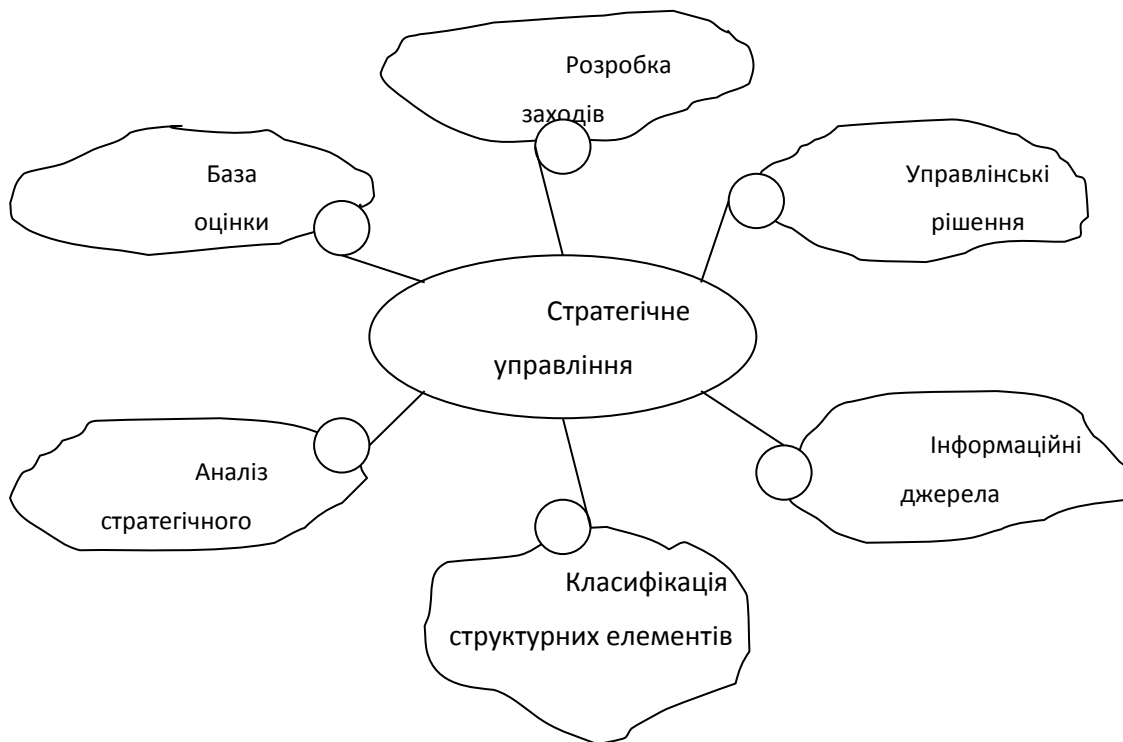 Розробка
заходів
База
оцінки
Управлінські
рішення
Стратегічне
управління
Аналіз
стратегічного
Інформаційні
джерела
Класифікація
структурних елементів